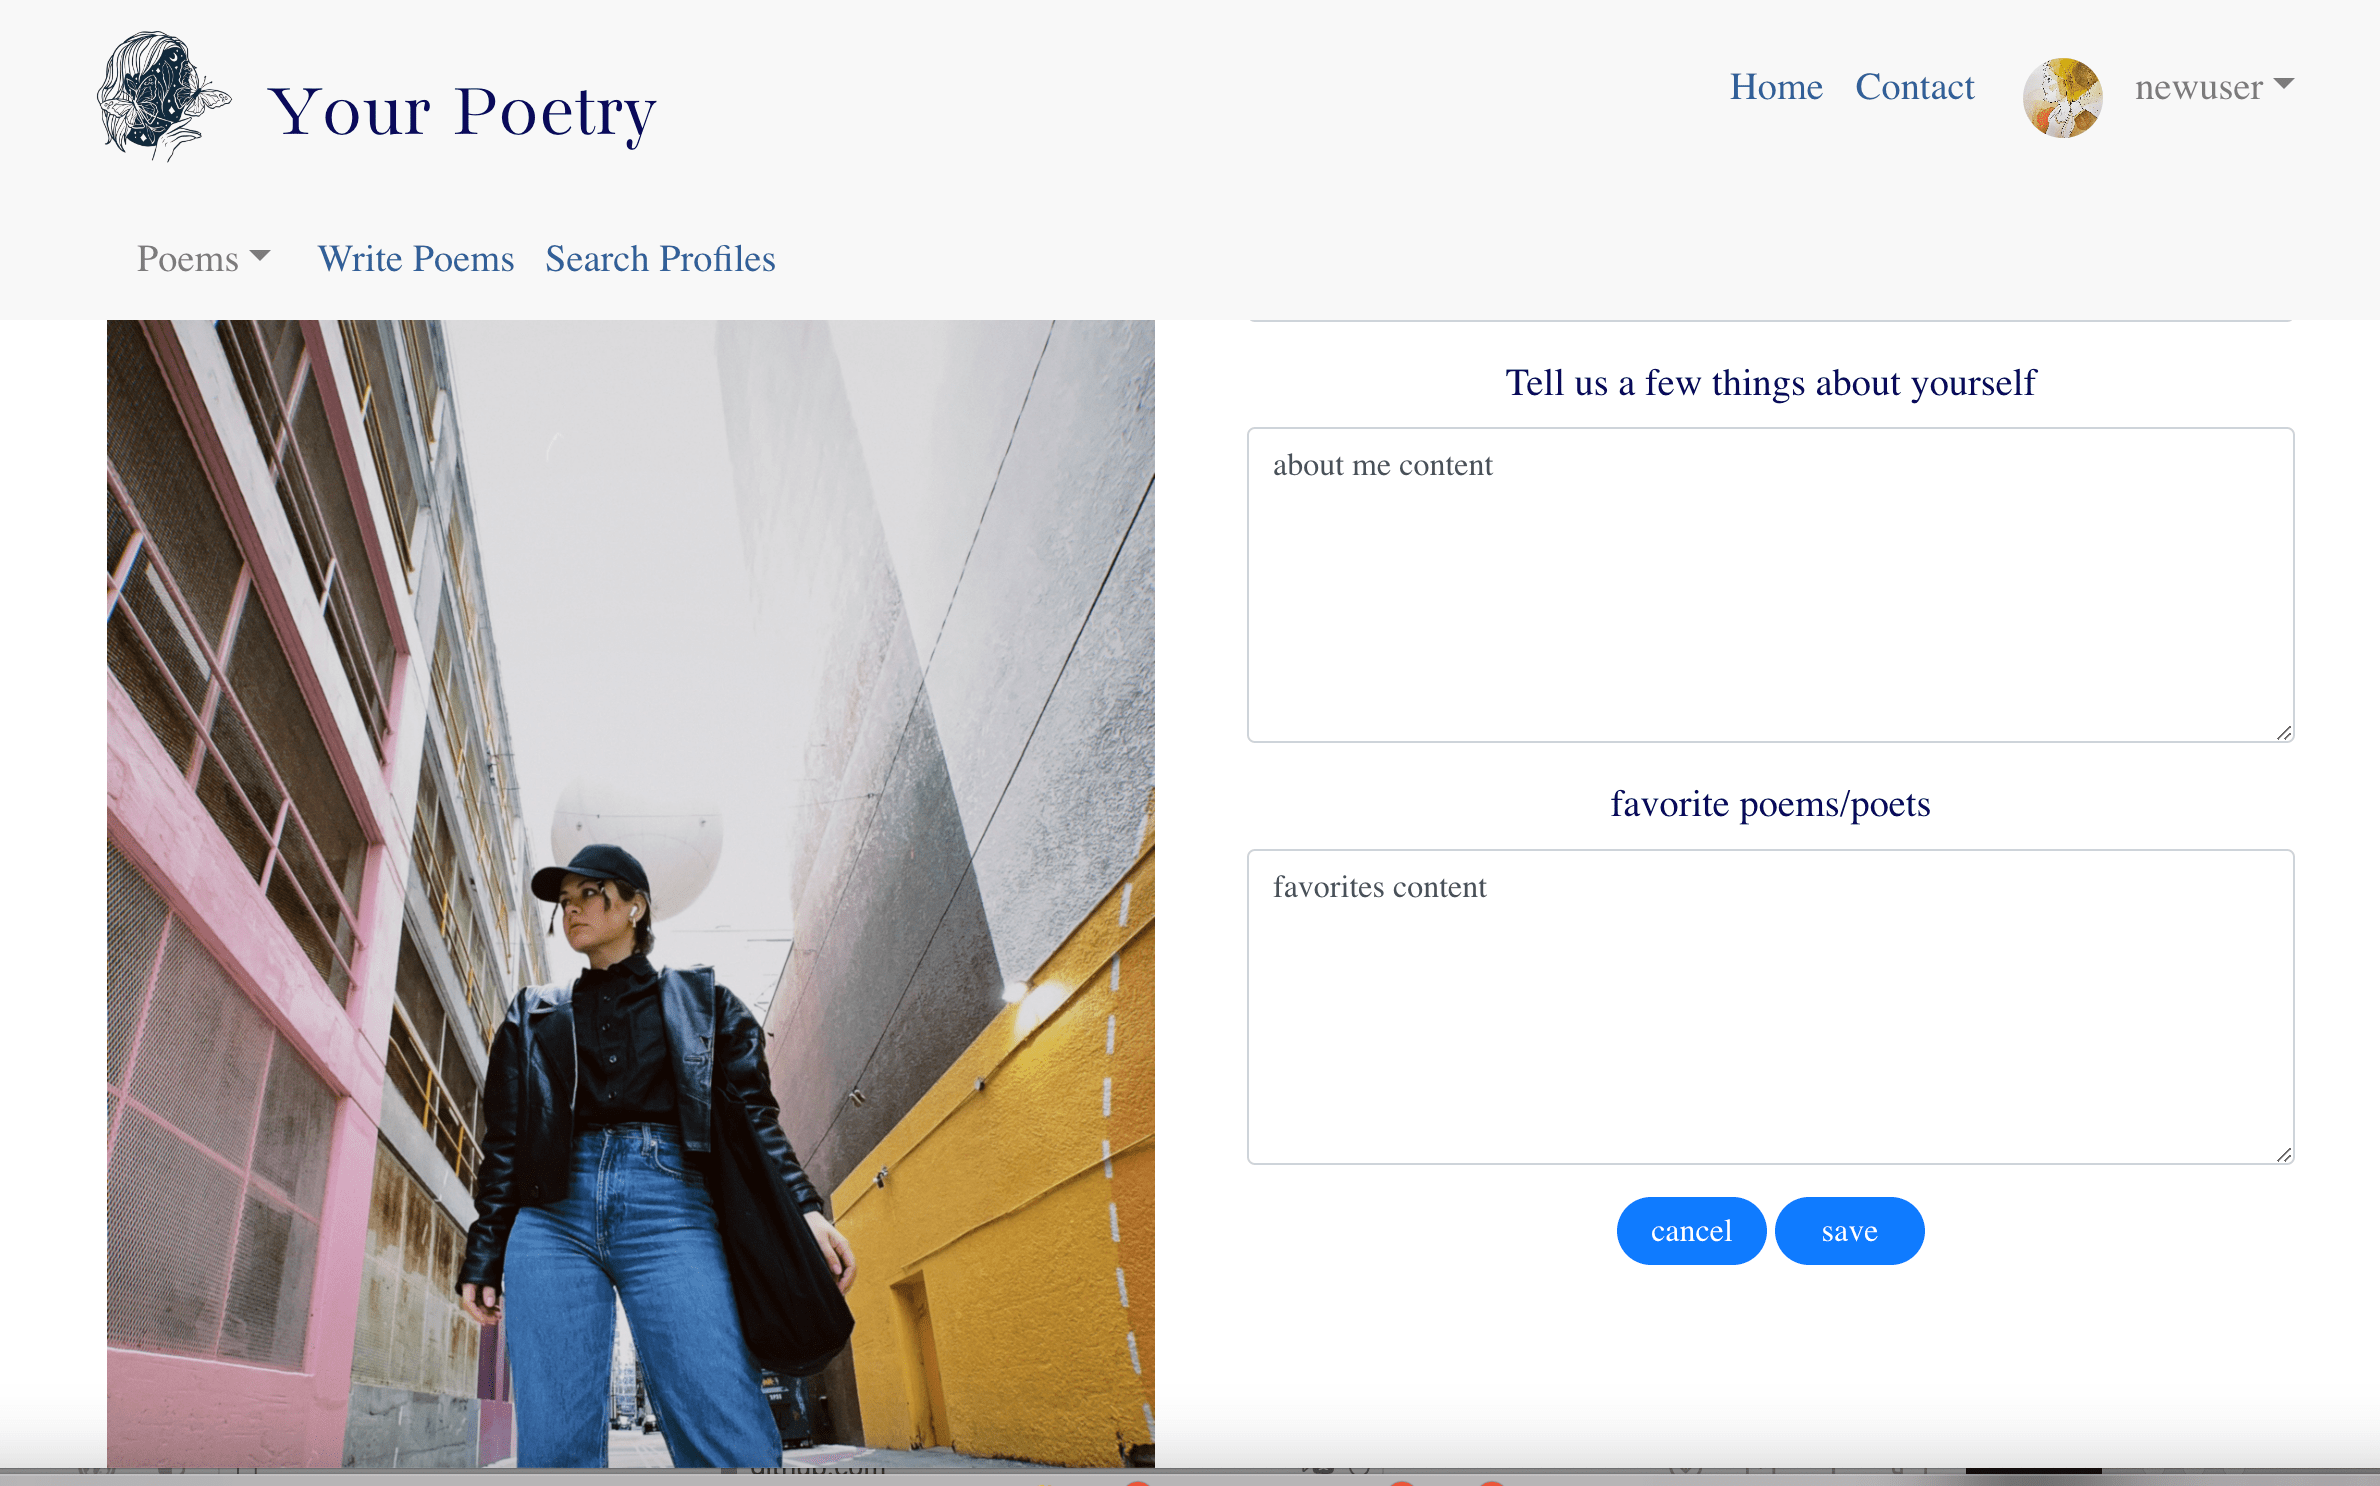 Your Poetry
Home Contact newuser
Poems Write Poems Search Profiles
Tell us a few things about yourself
about me content
favorite poems/poets
favorites content
cancel save